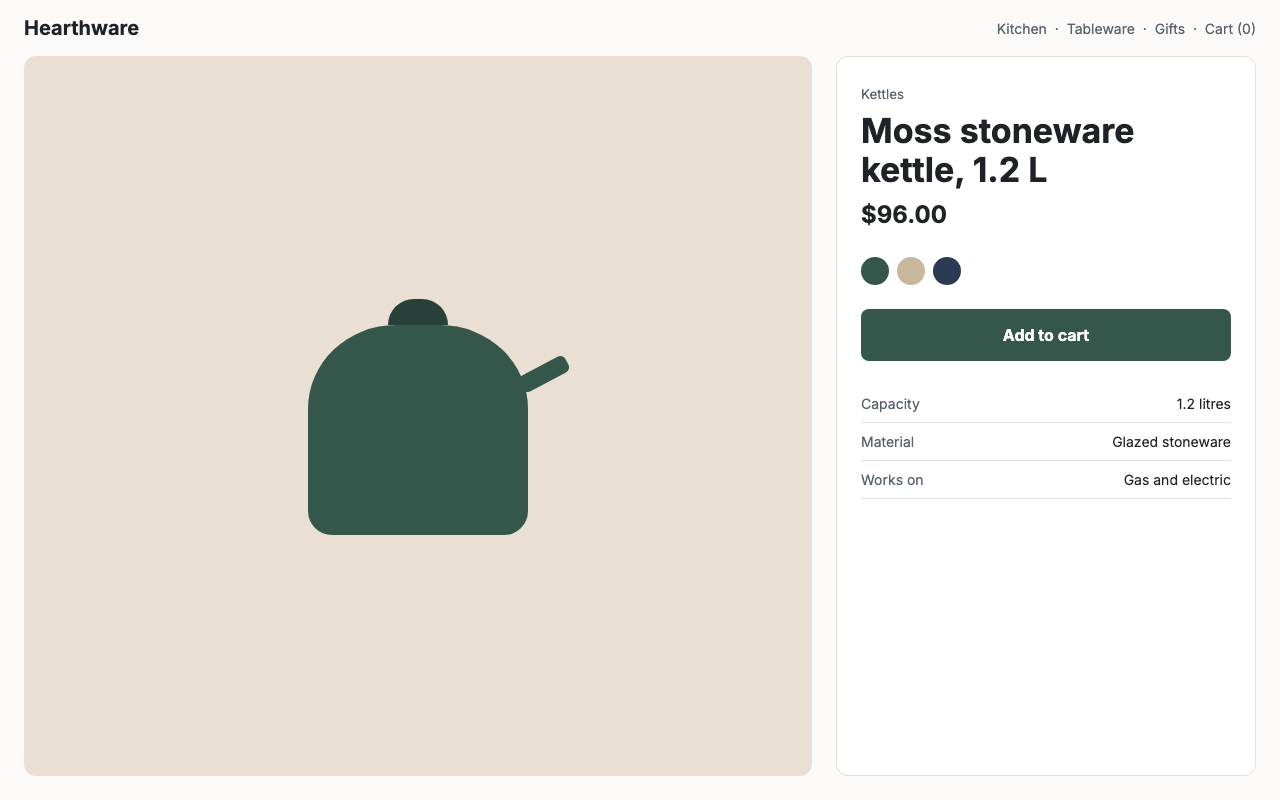 Hearthware
Kitchen · Tableware · Gifts · Cart (0)
Kettles
Moss stoneware
kettle, 1.2 L
$96.00
Add to cart
Capacity 1.2 litres
Material Glazed stoneware
Works on Gas and electric